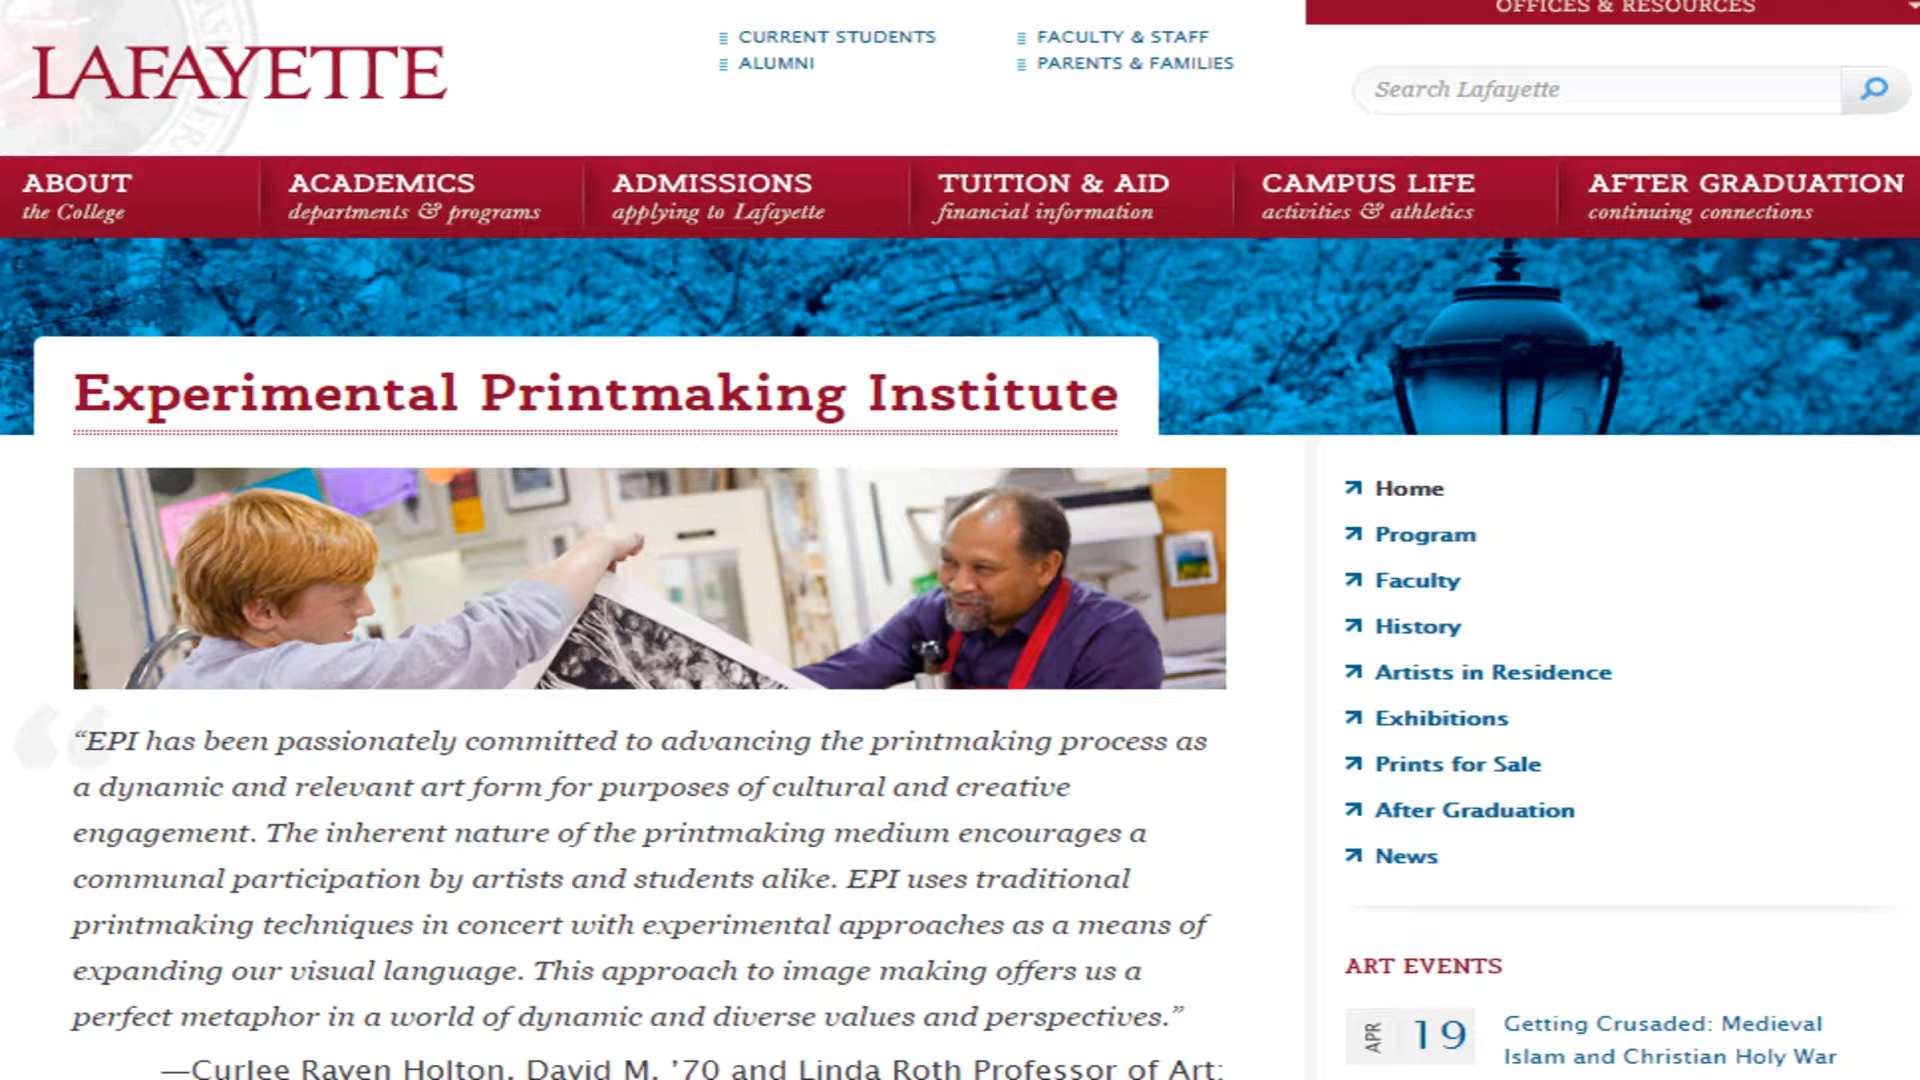 OFFICES & RESOURCES
LAFAYETTE
CURRENT STUDENTS
FACULTY & STAFF
ALUMNI
PARENTS & FAMILIES
Search Lafayette
ABOUT
the College
ACADEMICS
departments & programs
ADMISSIONS
applying to Lafayette
TUITION & AID
financial information
CAMPUS LIFE
activities & athletics
AFTER GRADUATION
continuing connections
Experimental Printmaking Institute
“EPI has been passionately committed to advancing the printmaking process as
a dynamic and relevant art form for purposes of cultural and creative
engagement. The inherent nature of the printmaking medium encourages a
communal participation by artists and students alike. EPI uses traditional
printmaking techniques in concert with experimental approaches as a means of
expanding our visual language. This approach to image making offers us a
perfect metaphor in a world of dynamic and diverse values and perspectives.”
—Curlee Raven Holton, David M. ’70 and Linda Roth Professor of Art;
Home
Program
Faculty
History
Artists in Residence
Exhibitions
Prints for Sale
After Graduation
News
ART EVENTS
APR 19
Getting Crusaded: Medieval
Islam and Christian Holy War